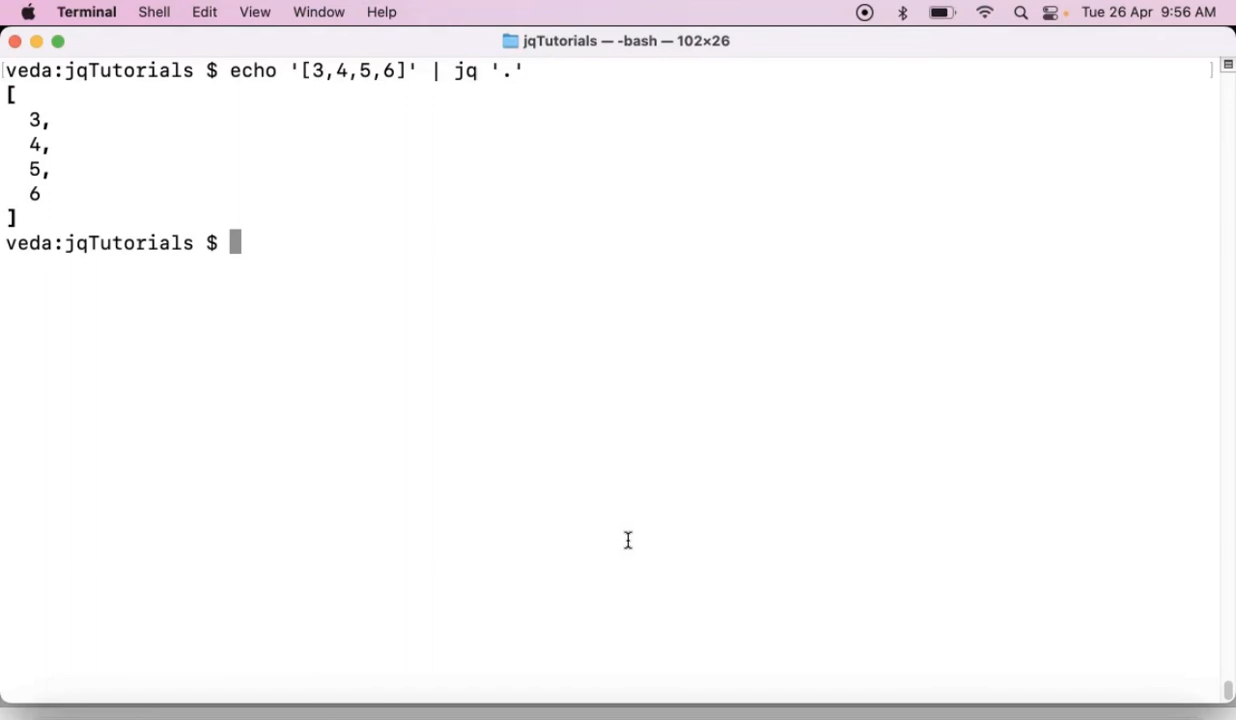 Terminal Shell Edit View Window Help Tue 26 Apr 9:56 AM
jqTutorials — -bash — 102×26
veda:jqTutorials $ echo '[3,4,5,6]' | jq '.'
[
  3,
  4,
  5,
  6
]
veda:jqTutorials $